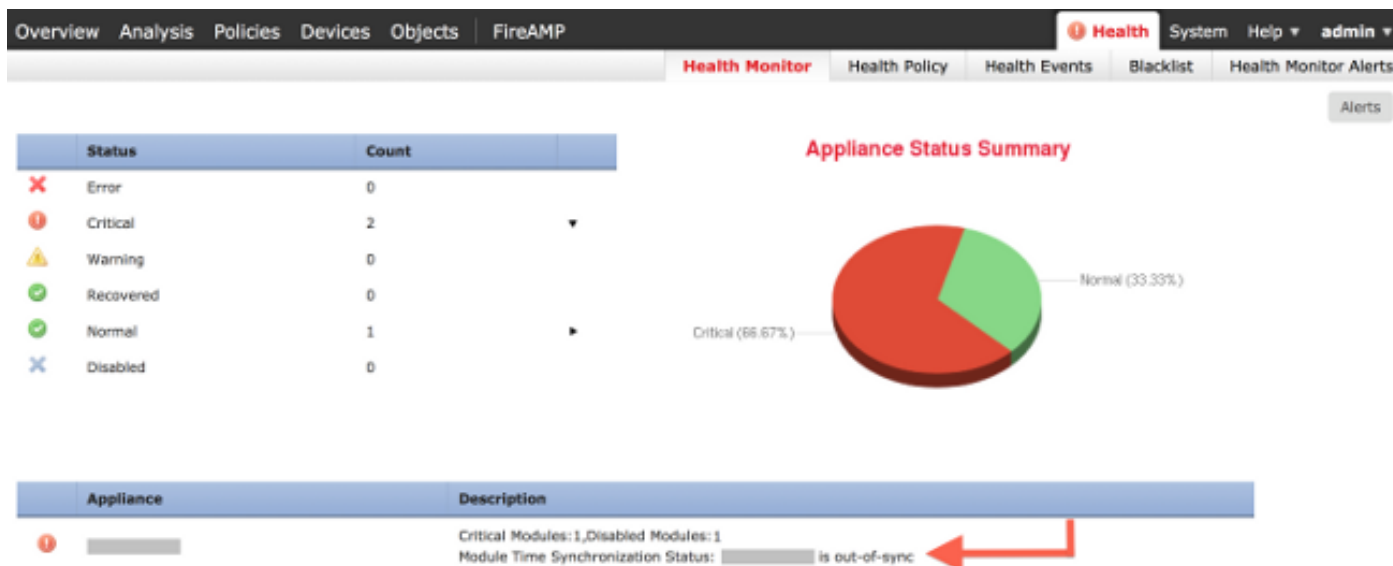 Overview Analysis Policies Devices Objects FireAMP Health System Help admin
Health Monitor Health Policy Health Events Blacklist Health Monitor Alerts
Alerts
Status Count
Error 0
Critical 2
Warning 0
Recovered 0
Normal 1
Disabled 0
Appliance Status Summary
Normal (33.33%)
Critical (66.67%)
Appliance Description
Critical Modules:1,Disabled Modules:1
Module Time Synchronization Status: is out-of-sync